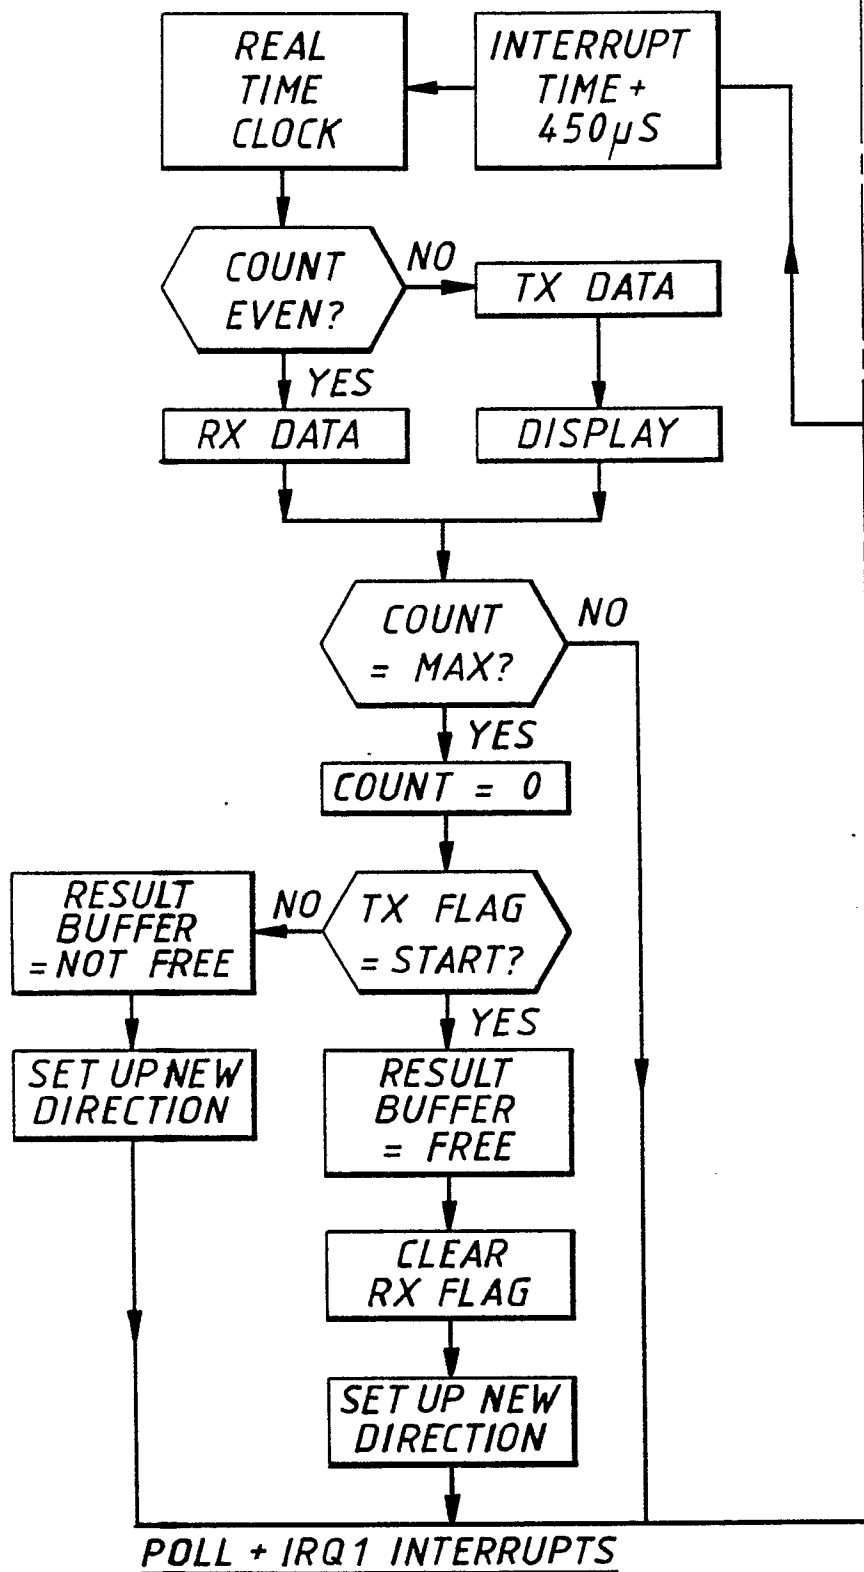 REAL
TIME
CLOCK
INTERRUPT
TIME +
450µS
COUNT
EVEN?
NO
TX DATA
YES
RX DATA
DISPLAY
COUNT
= MAX?
NO
YES
COUNT = 0
TX FLAG
= START?
NO
RESULT
BUFFER
= NOT FREE
YES
SET UP NEW
DIRECTION
RESULT
BUFFER
= FREE
CLEAR
RX FLAG
SET UP NEW
DIRECTION
POLL + IRQ1 INTERRUPTS